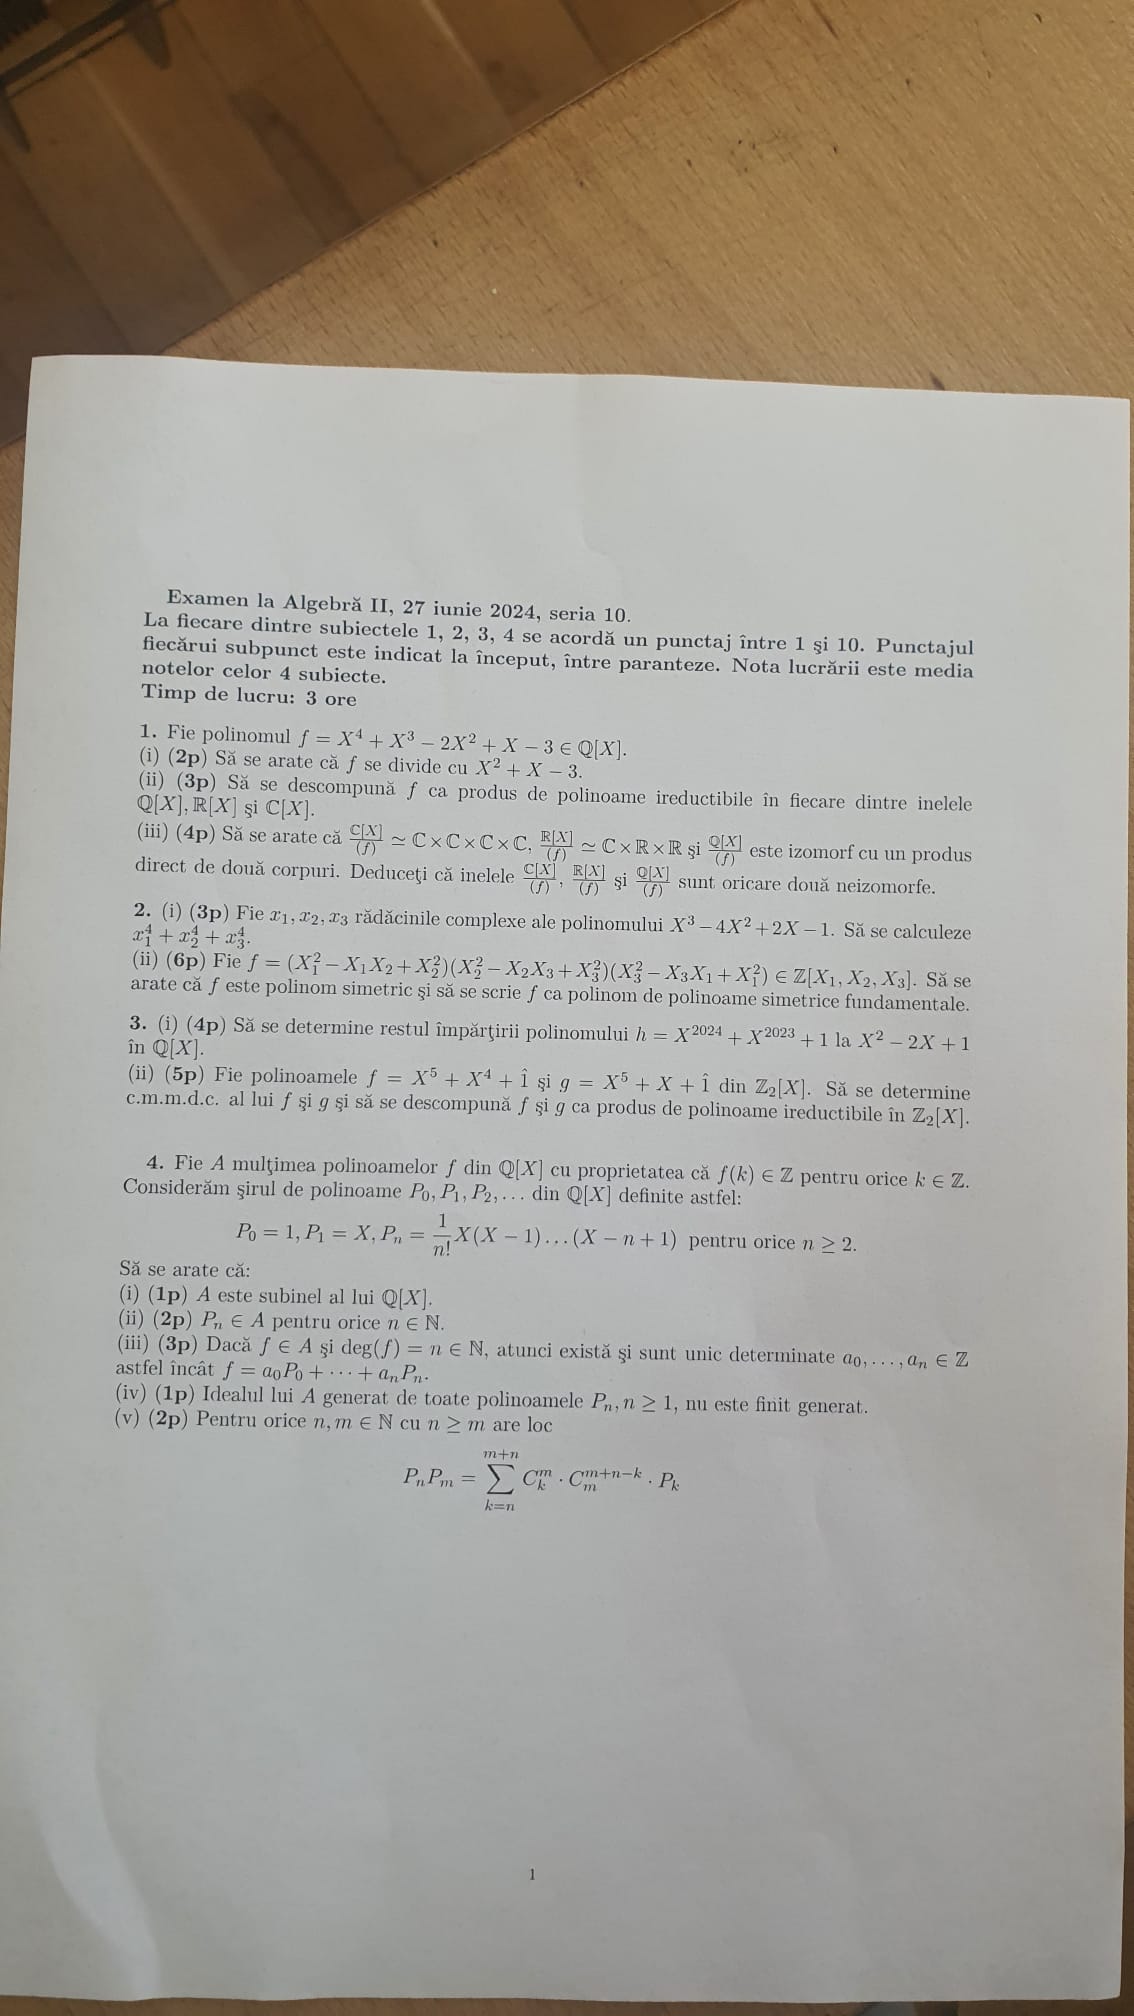 Examen la Algebră II, 27 iunie 2024, seria 10.
La fiecare dintre subiectele 1, 2, 3, 4 se acordă un punctaj între 1 şi 10. Punctajul
fiecărui subpunct este indicat la început, între paranteze. Nota lucrării este media
notelor celor 4 subiecte.
Timp de lucru: 3 ore
1. Fie polinomul $f = X^4 + X^3 - 2X^2 + X - 3 \in \mathbb{Q}[X]$.
(i) (2p) Să se arate că $f$ se divide cu $X^2 + X - 3$.
(ii) (3p) Să se descompună $f$ ca produs de polinoame ireductibile în fiecare dintre inelele
$\mathbb{Q}[X], \mathbb{R}[X]$ şi $\mathbb{C}[X]$.
(iii) (4p) Să se arate că $\frac{\mathbb{C}[X]}{(f)} \simeq \mathbb{C} \times \mathbb{C} \times \mathbb{C} \times \mathbb{C}$, $\frac{\mathbb{R}[X]}{(f)} \simeq \mathbb{C} \times \mathbb{R} \times \mathbb{R}$ şi $\frac{\mathbb{Q}[X]}{(f)}$ este izomorf cu un produs
direct de două corpuri. Deduceţi că inelele $\frac{\mathbb{C}[X]}{(f)}$, $\frac{\mathbb{R}[X]}{(f)}$ şi $\frac{\mathbb{Q}[X]}{(f)}$ sunt oricare două neizomorfe.
2. (i) (3p) Fie $x_1, x_2, x_3$ rădăcinile complexe ale polinomului $X^3 - 4X^2 + 2X - 1$. Să se calculeze
$x_1^4 + x_2^4 + x_3^4$.
(ii) (6p) Fie $f = (X_1^2 - X_1X_2 + X_2^2)(X_2^2 - X_2X_3 + X_3^2)(X_3^2 - X_3X_1 + X_1^2) \in \mathbb{Z}[X_1, X_2, X_3]$. Să se
arate că $f$ este polinom simetric şi să se scrie $f$ ca polinom de polinoame simetrice fundamentale.
3. (i) (4p) Să se determine restul împărţirii polinomului $h = X^{2024} + X^{2023} + 1$ la $X^2 - 2X + 1$
în $\mathbb{Q}[X]$.
(ii) (5p) Fie polinoamele $f = X^5 + X^4 + \hat{1}$ şi $g = X^5 + X + \hat{1}$ din $\mathbb{Z}_2[X]$. Să se determine
c.m.m.d.c. al lui $f$ şi $g$ şi să se descompună $f$ şi $g$ ca produs de polinoame ireductibile în $\mathbb{Z}_2[X]$.
4. Fie $A$ mulţimea polinoamelor $f$ din $\mathbb{Q}[X]$ cu proprietatea că $f(k) \in \mathbb{Z}$ pentru orice $k \in \mathbb{Z}$.
Considerăm şirul de polinoame $P_0, P_1, P_2, \ldots$ din $\mathbb{Q}[X]$ definite astfel:
$P_0 = 1, P_1 = X, P_n = \frac{1}{n!}X(X - 1) \ldots (X - n + 1)$ pentru orice $n \geq 2$.
Să se arate că:
(i) (1p) $A$ este subinel al lui $\mathbb{Q}[X]$.
(ii) (2p) $P_n \in A$ pentru orice $n \in \mathbb{N}$.
(iii) (3p) Dacă $f \in A$ şi $\deg(f) = n \in \mathbb{N}$, atunci există şi sunt unic determinate $a_0, \ldots, a_n \in \mathbb{Z}$
astfel încât $f = a_0P_0 + \cdots + a_nP_n$.
(iv) (1p) Idealul lui $A$ generat de toate polinoamele $P_n, n \geq 1$, nu este finit generat.
(v) (2p) Pentru orice $n, m \in \mathbb{N}$ cu $n \geq m$ are loc
$P_nP_m = \sum_{k=n}^{m+n} C_k^m \cdot C_m^{m+n-k} \cdot P_k$
1